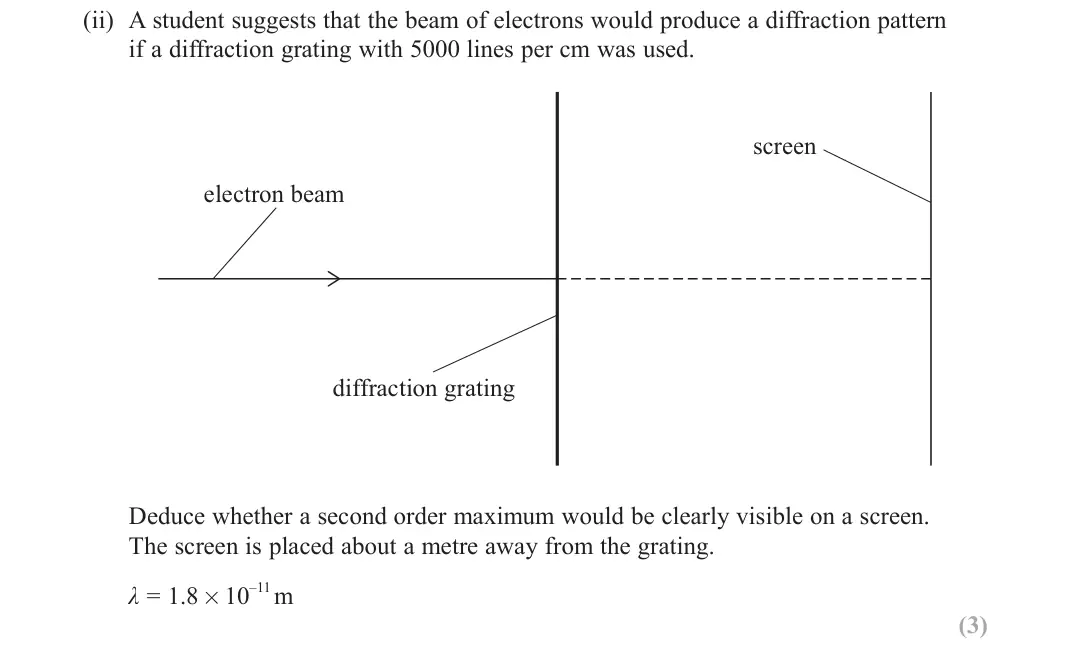 (ii) A student suggests that the beam of electrons would produce a diffraction pattern
if a diffraction grating with 5000 lines per cm was used.
screen
electron beam
diffraction grating
Deduce whether a second order maximum would be clearly visible on a screen.
The screen is placed about a metre away from the grating.
λ = 1.8 × 10⁻¹¹ m
(3)